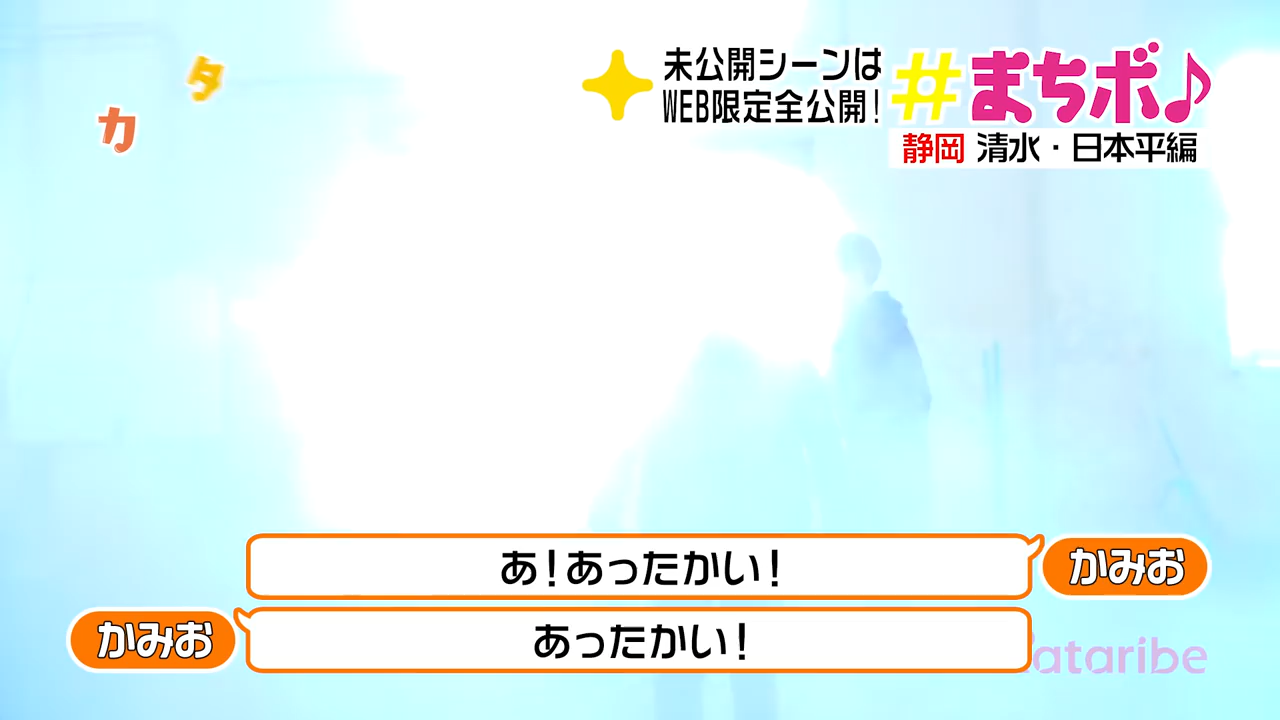 カタ
未公開シーンは
WEB限定全公開!
#まちボ♪
静岡 清水・日本平編
あ!あったかい!
かみお
かみお
あったかい!
ataribe